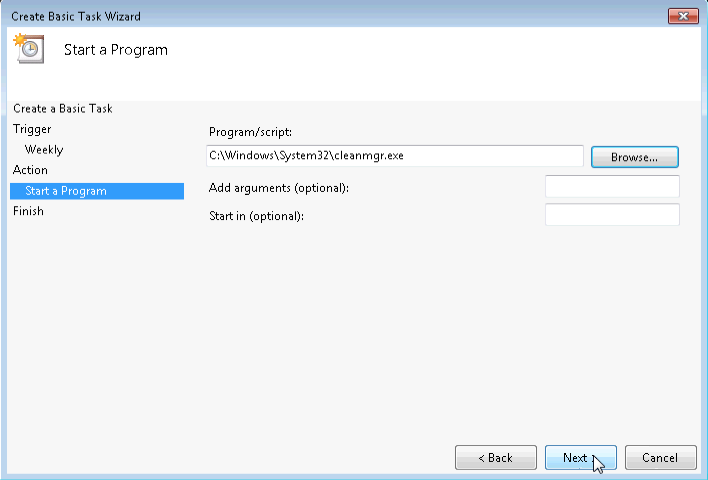 Create Basic Task Wizard
Start a Program
Create a Basic Task
Trigger
Weekly
Action
Start a Program
Finish
Program/script:
C:\Windows\System32\cleanmgr.exe
Browse...
Add arguments (optional):
Start in (optional):
< Back
Next >
Cancel